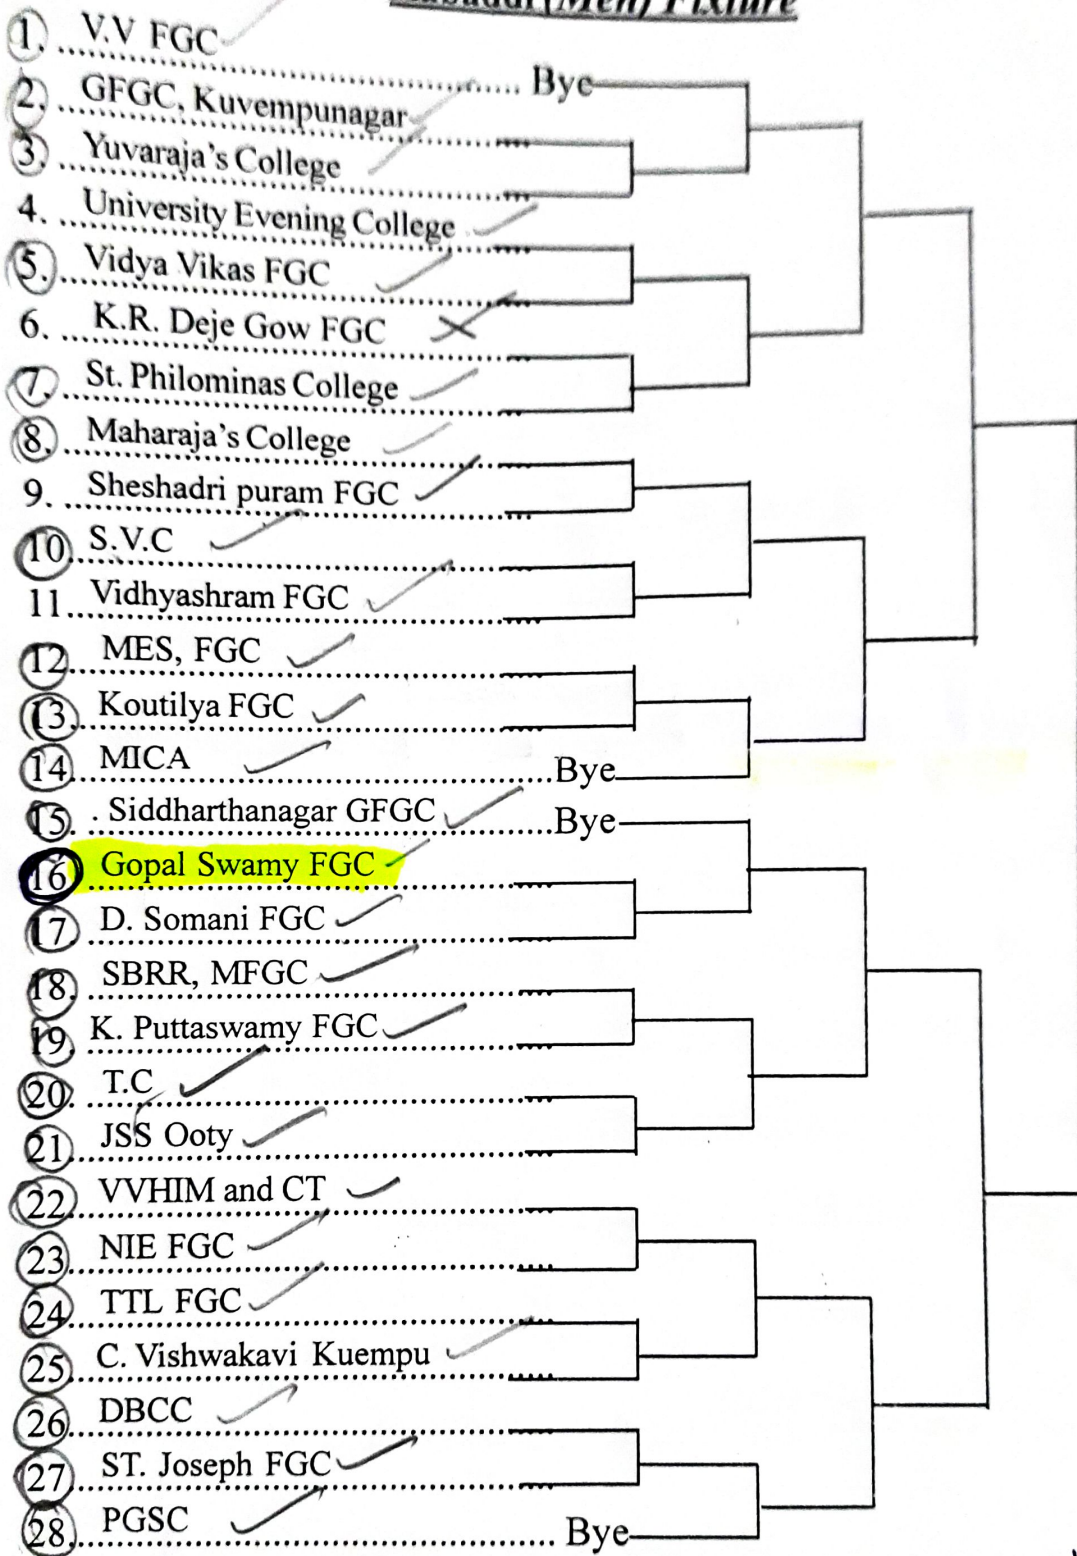 (Men) Fixture
1. V.V FGC Bye
2. GFGC, Kuvempunagar
3. Yuvaraja's College
4. University Evening College
5. Vidya Vikas FGC
6. K.R. Deje Gow FGC
7. St. Philominas College
8. Maharaja's College
9. Sheshadri puram FGC
10. S.V.C
11. Vidhyashram FGC
12. MES, FGC
13. Koutilya FGC
14. MICA Bye
15. . Siddharthanagar GFGC Bye
16 Gopal Swamy FGC
17. D. Somani FGC
18. SBRR, MFGC
19. K. Puttaswamy FGC
20. T.C
21. JSS Ooty
22. VVHIM and CT
23. NIE FGC
24. TTL FGC
25. C. Vishwakavi Kuempu
26. DBCC
27. ST. Joseph FGC
28. PGSC Bye